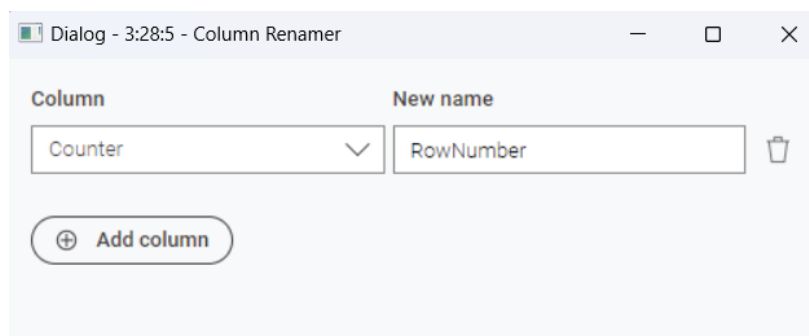 Dialog - 3:28:5 - Column Renamer
Column New name
Counter RowNumber
Add column